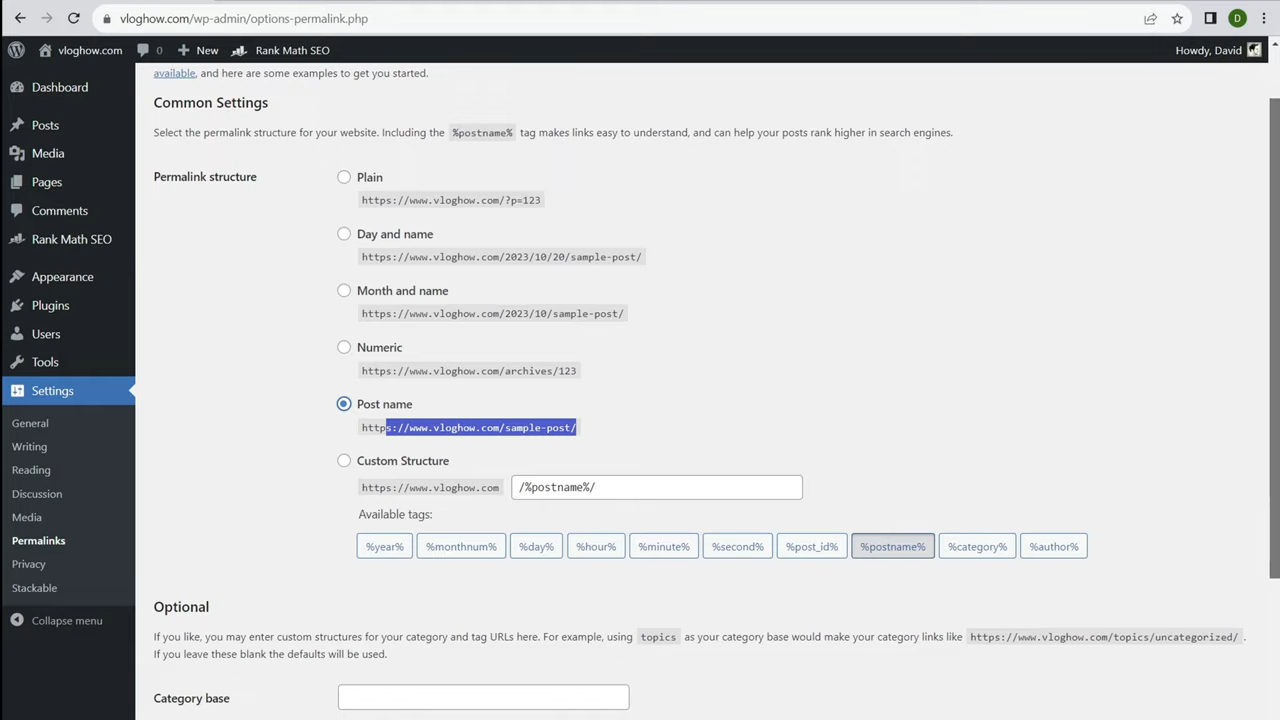 vloghow.com/wp-admin/options-permalink.php
D
vloghow.com 0 New Rank Math SEO Howdy, David
Dashboard
Posts
Media
Pages
Comments
Rank Math SEO
Appearance
Plugins
Users
Tools
Settings
General
Writing
Reading
Discussion
Media
Permalinks
Privacy
Stackable
Collapse menu
available, and here are some examples to get you started.
Common Settings
Select the permalink structure for your website. Including the %postname% tag makes links easy to understand, and can help your posts rank higher in search engines.
Permalink structure
Plain
https://www.vloghow.com/?p=123
Day and name
https://www.vloghow.com/2023/10/20/sample-post/
Month and name
https://www.vloghow.com/2023/10/sample-post/
Numeric
https://www.vloghow.com/archives/123
Post name
https://www.vloghow.com/sample-post/
Custom Structure
https://www.vloghow.com /%postname%/
Available tags:
%year% %monthnum% %day% %hour% %minute% %second% %post_id% %postname% %category% %author%
Optional
If you like, you may enter custom structures for your category and tag URLs here. For example, using topics as your category base would make your category links like https://www.vloghow.com/topics/uncategorized/ .
If you leave these blank the defaults will be used.
Category base